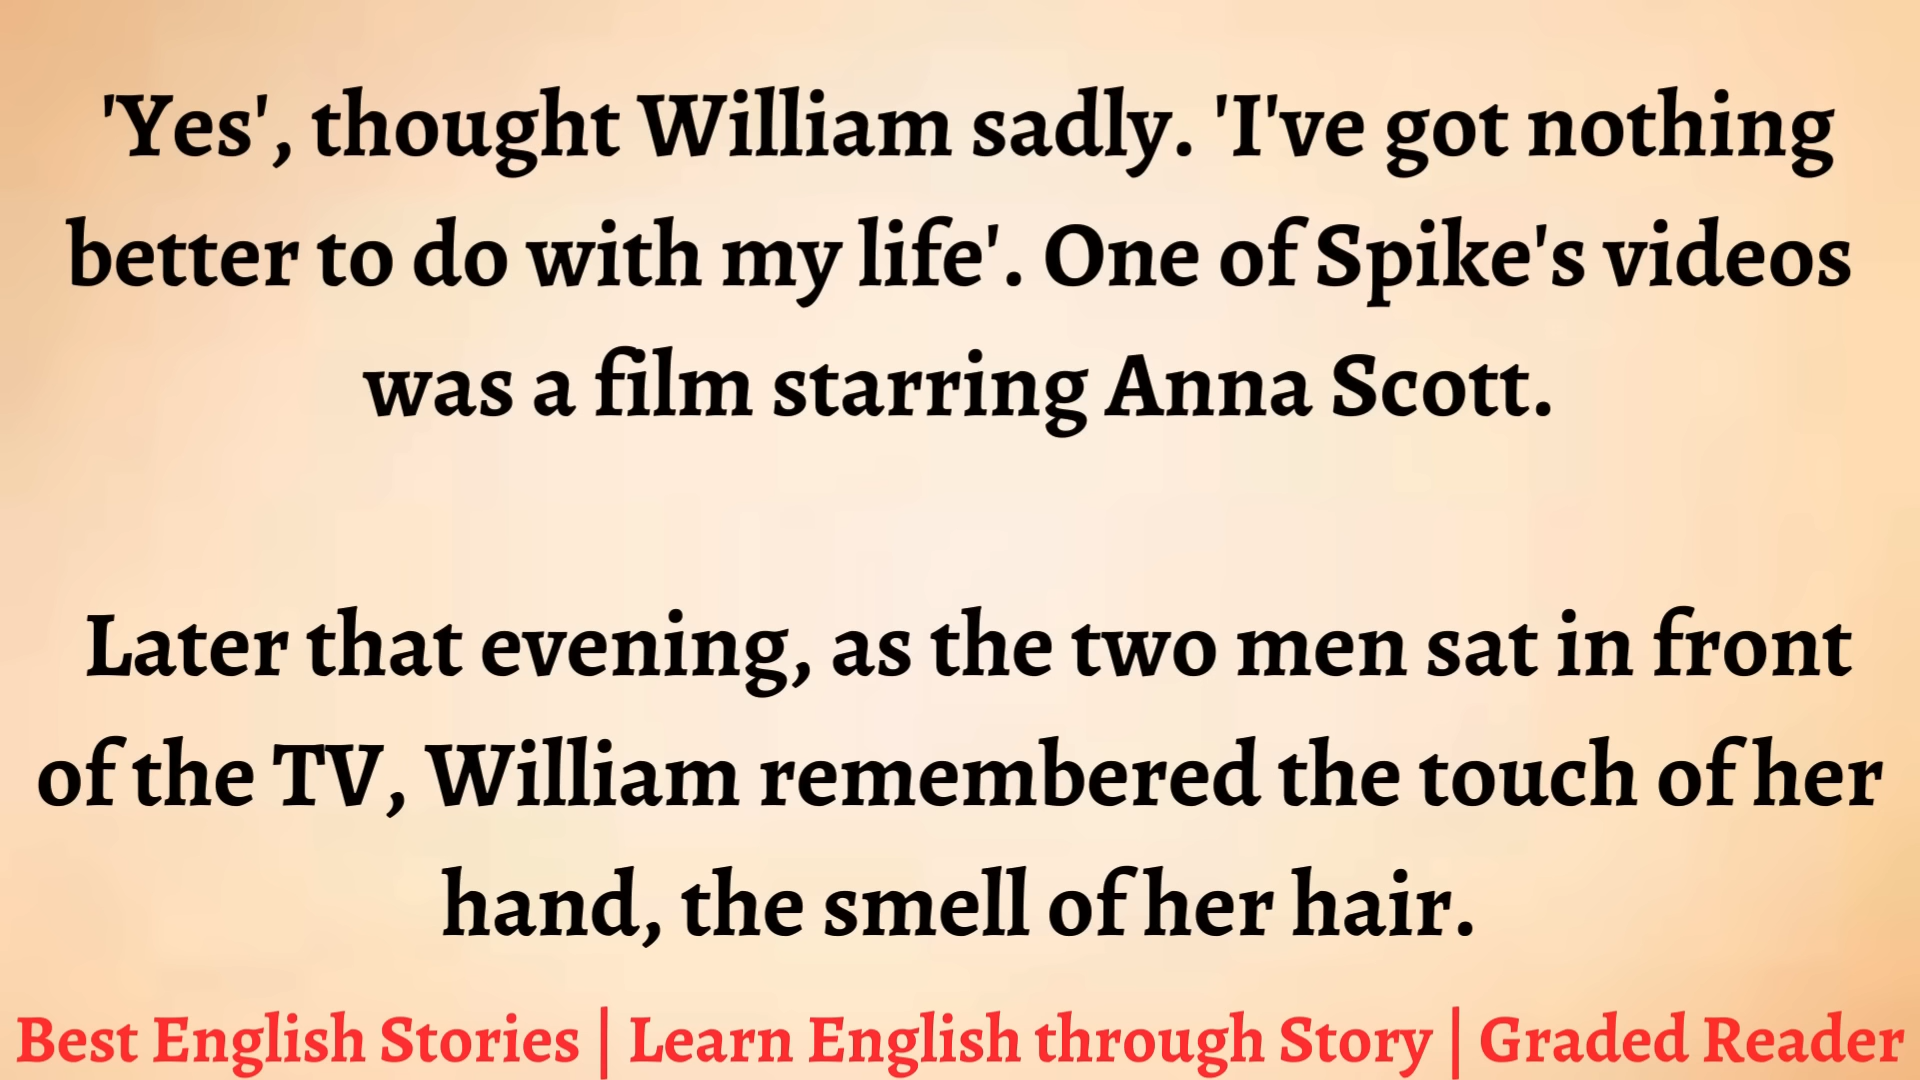 'Yes', thought William sadly. 'I've got nothing
better to do with my life'. One of Spike's videos
was a film starring Anna Scott.
Later that evening, as the two men sat in front
of the TV, William remembered the touch of her
hand, the smell of her hair.
Best English Stories | Learn English through Story | Graded Reader